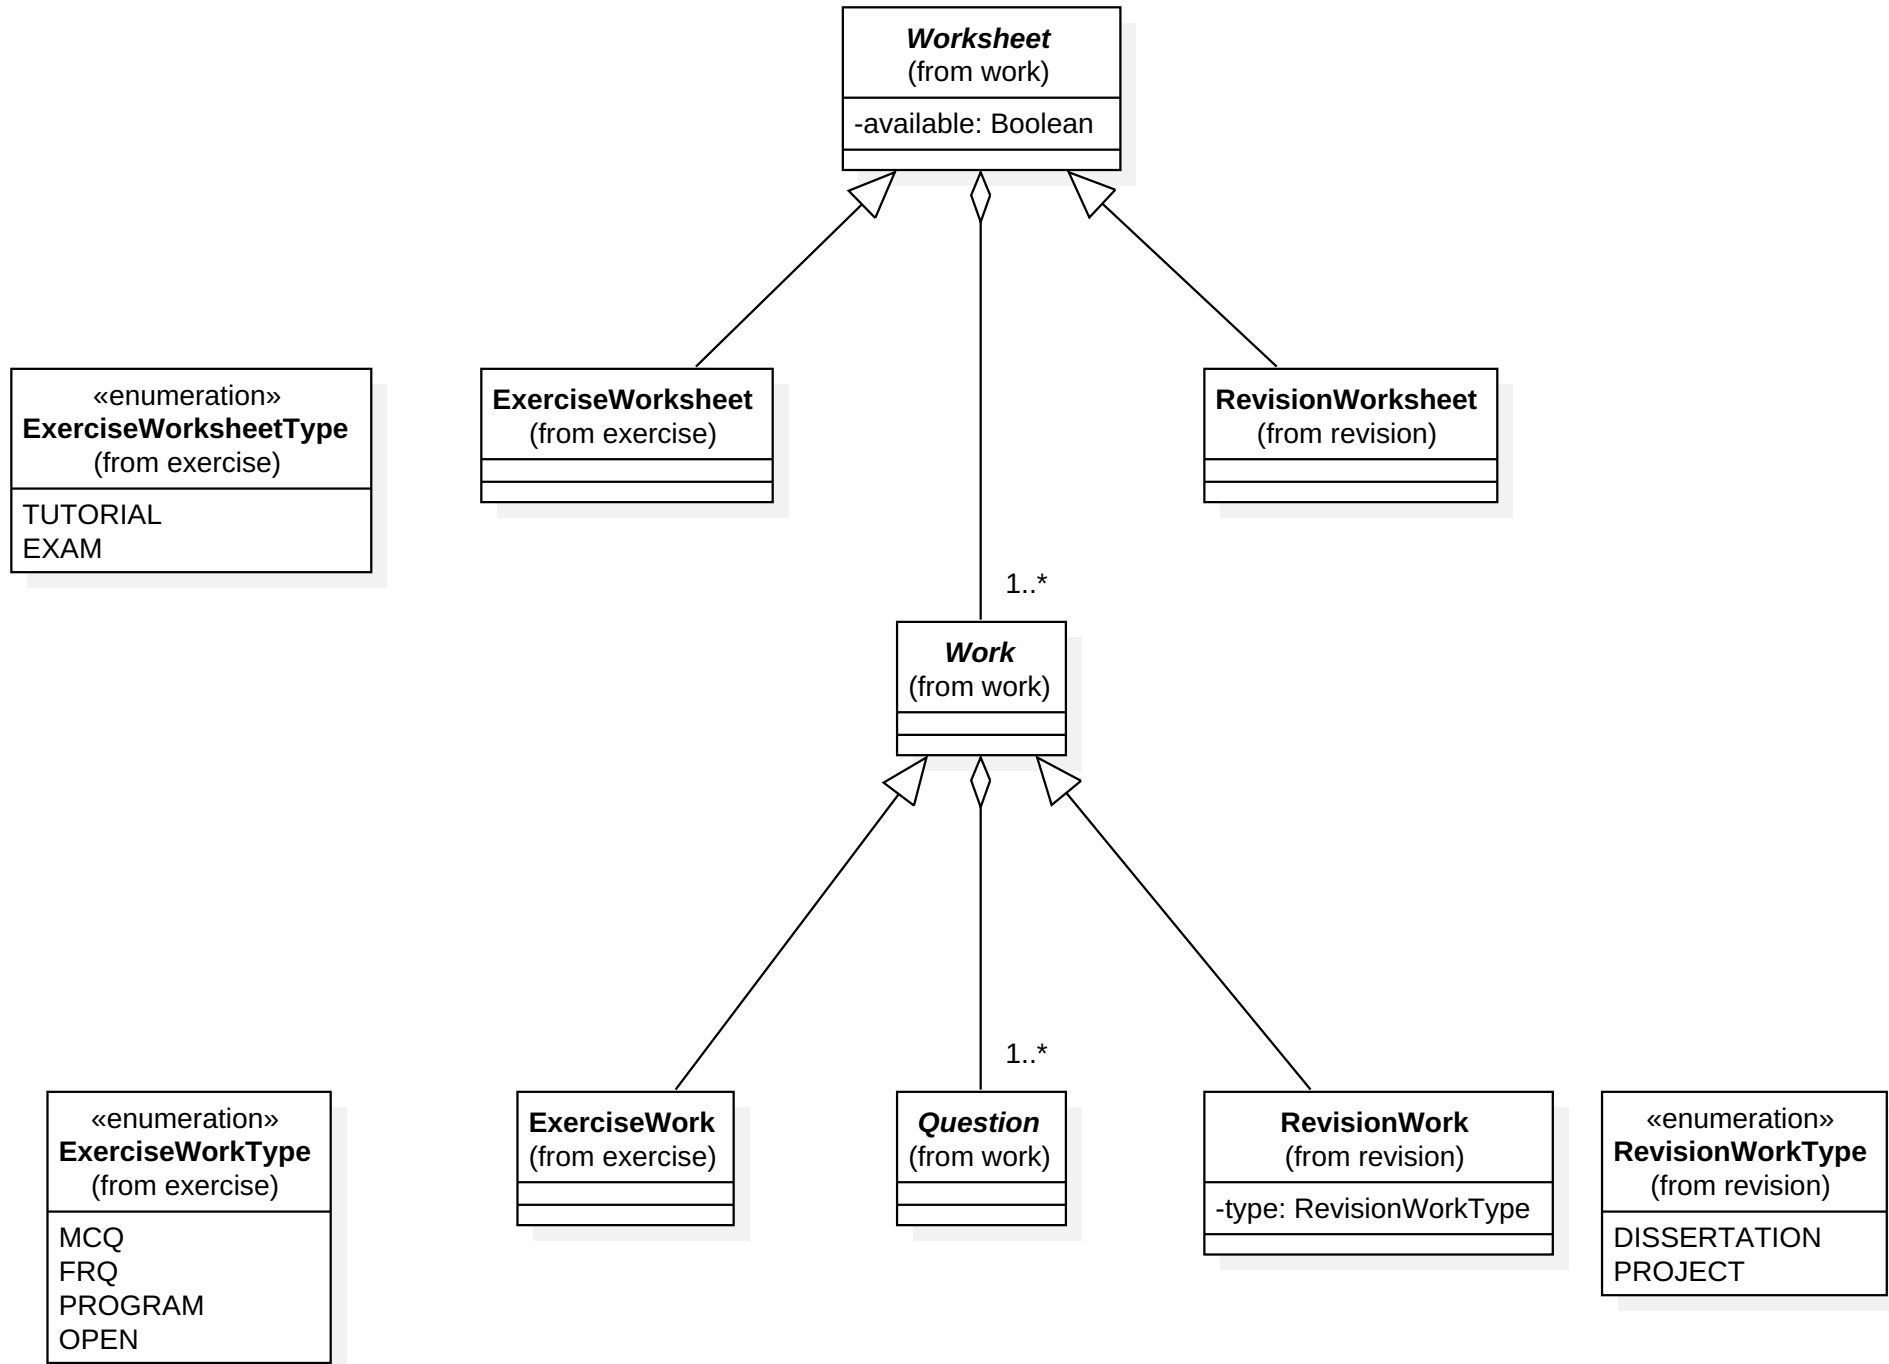 Worksheet
(from work)
-available: Boolean
«enumeration»
ExerciseWorksheetType
(from exercise)
TUTORIAL
EXAM
ExerciseWorksheet
(from exercise)
RevisionWorksheet
(from revision)
1..*
Work
(from work)
1..*
«enumeration»
ExerciseWorkType
(from exercise)
MCQ
FRQ
PROGRAM
OPEN
ExerciseWork
(from exercise)
Question
(from work)
RevisionWork
(from revision)
-type: RevisionWorkType
«enumeration»
RevisionWorkType
(from revision)
DISSERTATION
PROJECT